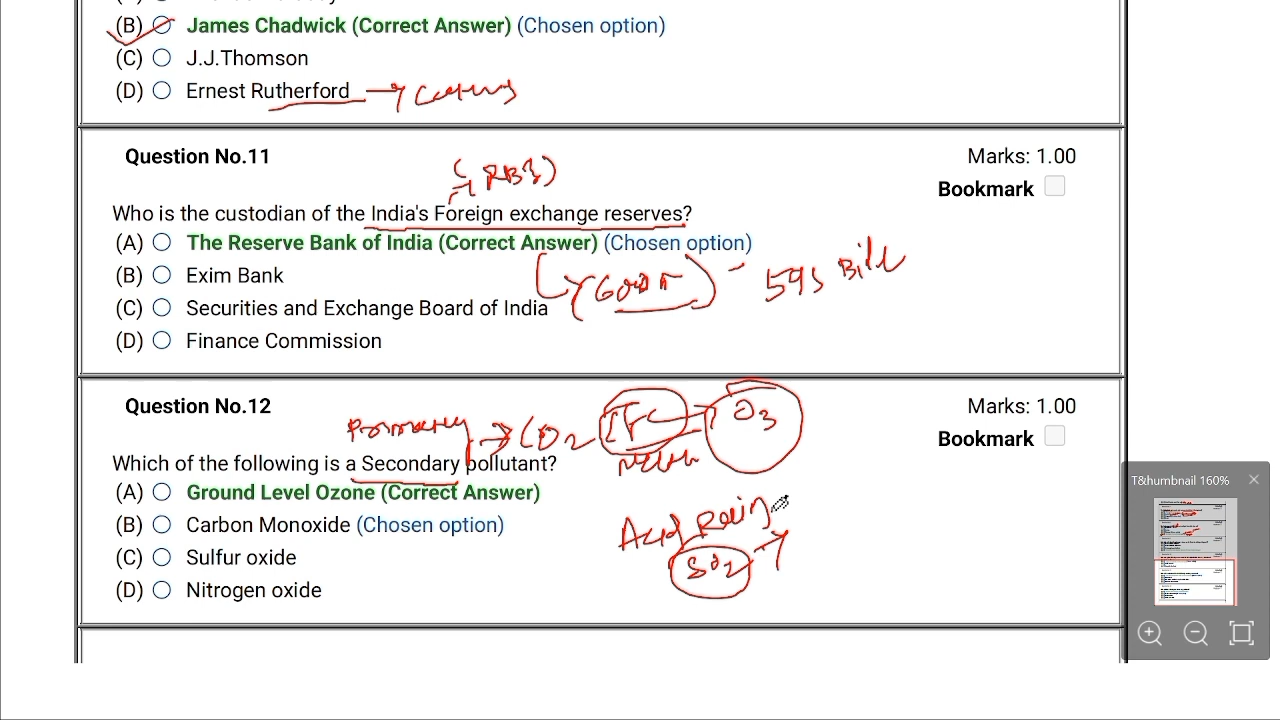 (B) James Chadwick (Correct Answer) (Chosen option)
(C) J.J.Thomson
(D) Ernest Rutherford
Question No.11
Marks: 1.00
Bookmark
Who is the custodian of the India's Foreign exchange reserves?
(A) The Reserve Bank of India (Correct Answer) (Chosen option)
(B) Exim Bank
(C) Securities and Exchange Board of India
(D) Finance Commission
Question No.12
Marks: 1.00
Bookmark
Primary → CO2
O3
Which of the following is a Secondary pollutant?
(A) Ground Level Ozone (Correct Answer)
(B) Carbon Monoxide (Chosen option)
(C) Sulfur oxide
(D) Nitrogen oxide
Acid Rain
SO2 →
T&humbnail 160%